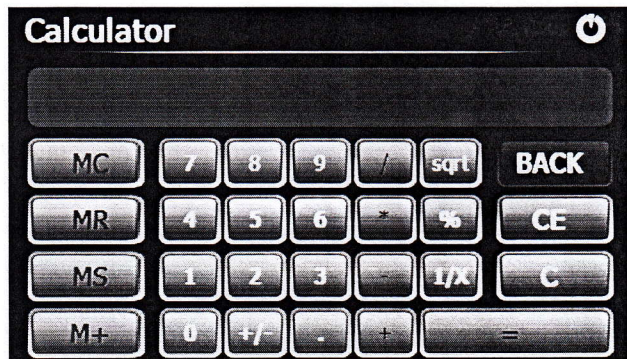 Calculator
MC 7 8 9 / sqrt BACK
MR 4 5 6 * % CE
MS 1 2 3 - 1/X C
M+ 0 +/- . + =